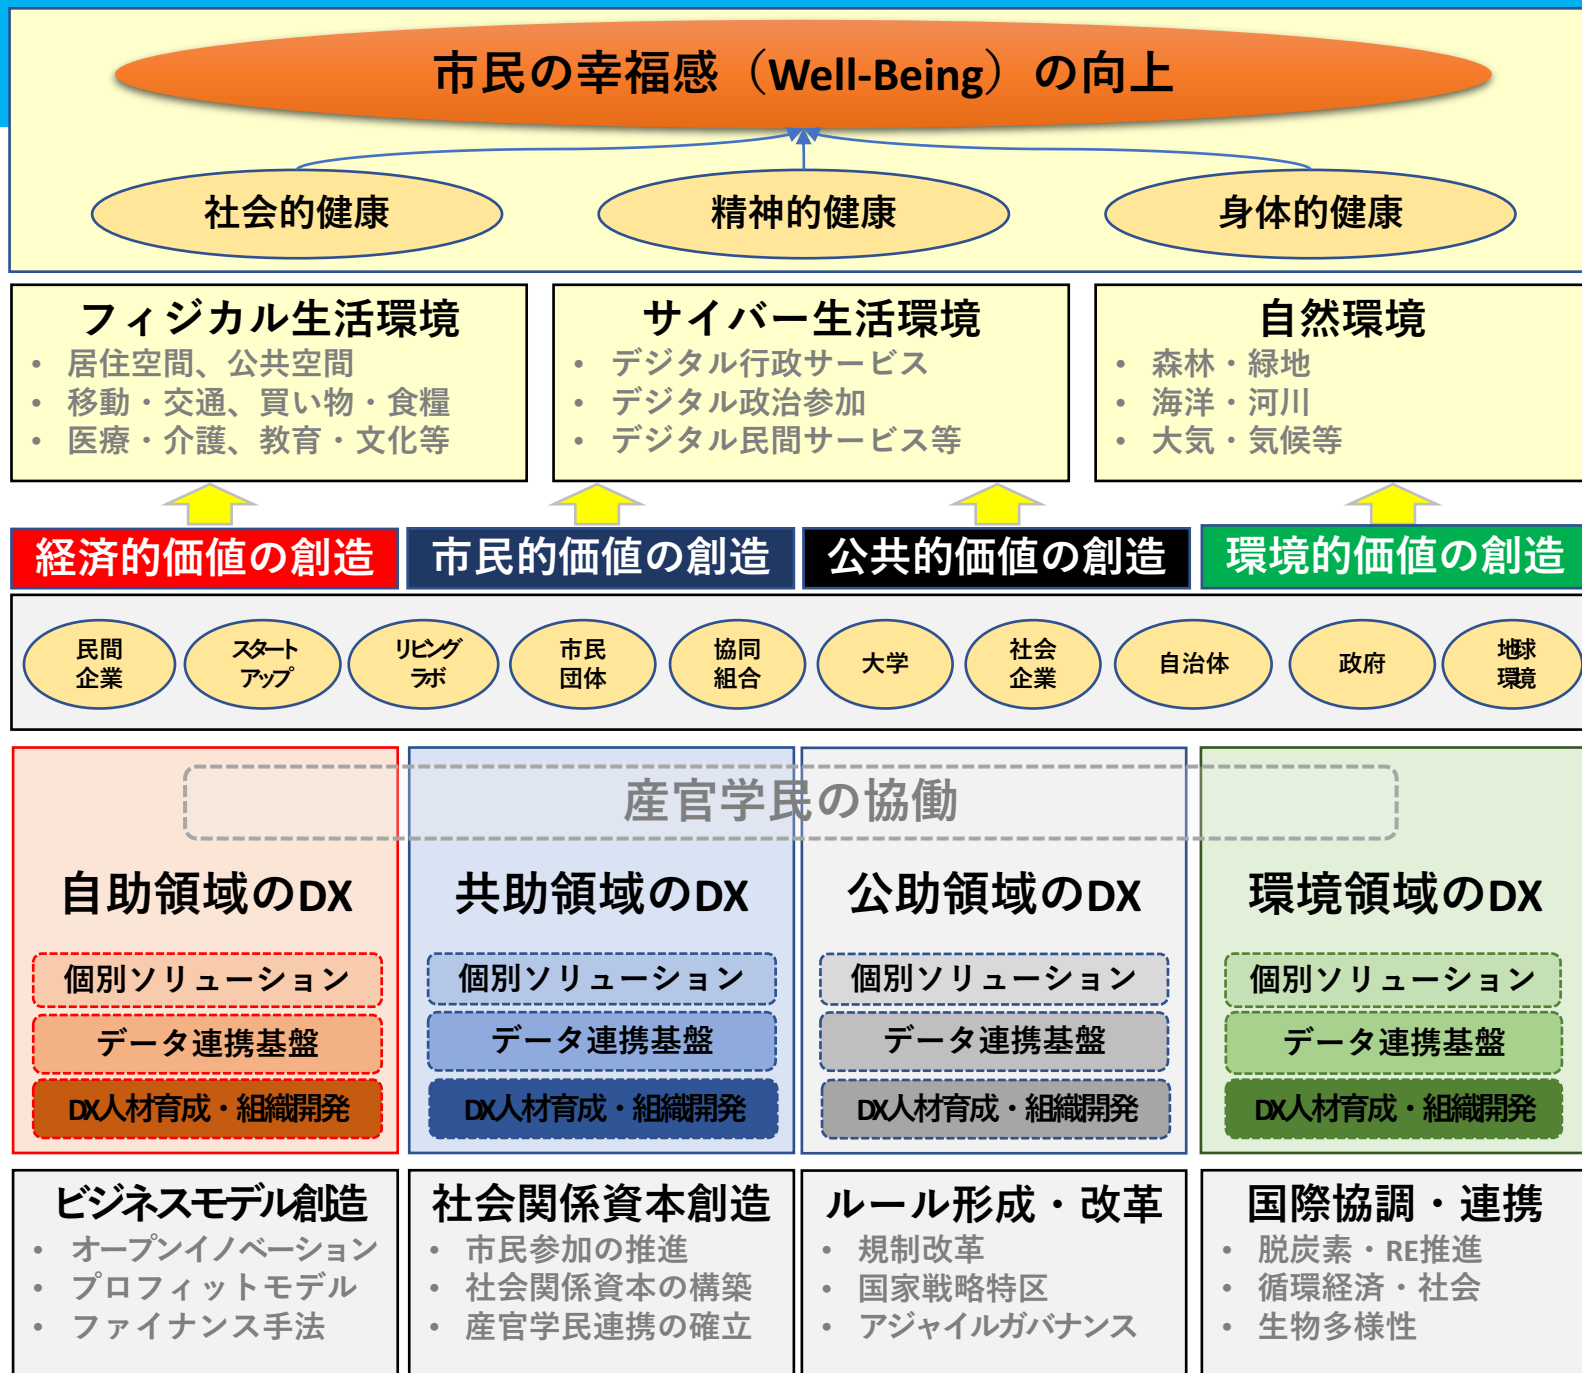 市民の幸福感（Well-Being）の向上
社会的健康
精神的健康
身体的健康
フィジカル生活環境
• 居住空間、公共空間
• 移動・交通、買い物・食糧
• 医療・介護、教育・文化等
サイバー生活環境
• デジタル行政サービス
• デジタル政治参加
• デジタル民間サービス等
自然環境
• 森林・緑地
• 海洋・河川
• 大気・気候等
経済的価値の創造
市民的価値の創造
公共的価値の創造
環境的価値の創造
民間
企業
スタート
アップ
リビング
ラボ
市民
団体
協同
組合
大学
社会
企業
自治体
政府
地球
環境
産官学民の協働
自助領域のDX
個別ソリューション
データ連携基盤
DX人材育成・組織開発
共助領域のDX
個別ソリューション
データ連携基盤
DX人材育成・組織開発
公助領域のDX
個別ソリューション
データ連携基盤
DX人材育成・組織開発
環境領域のDX
個別ソリューション
データ連携基盤
DX人材育成・組織開発
ビジネスモデル創造
• オープンイノベーション
• プロフィットモデル
• ファイナンス手法
社会関係資本創造
• 市民参加の推進
• 社会関係資本の構築
• 産官学民連携の確立
ルール形成・改革
• 規制改革
• 国家戦略特区
• アジャイルガバナンス
国際協調・連携
• 脱炭素・RE推進
• 循環経済・社会
• 生物多様性